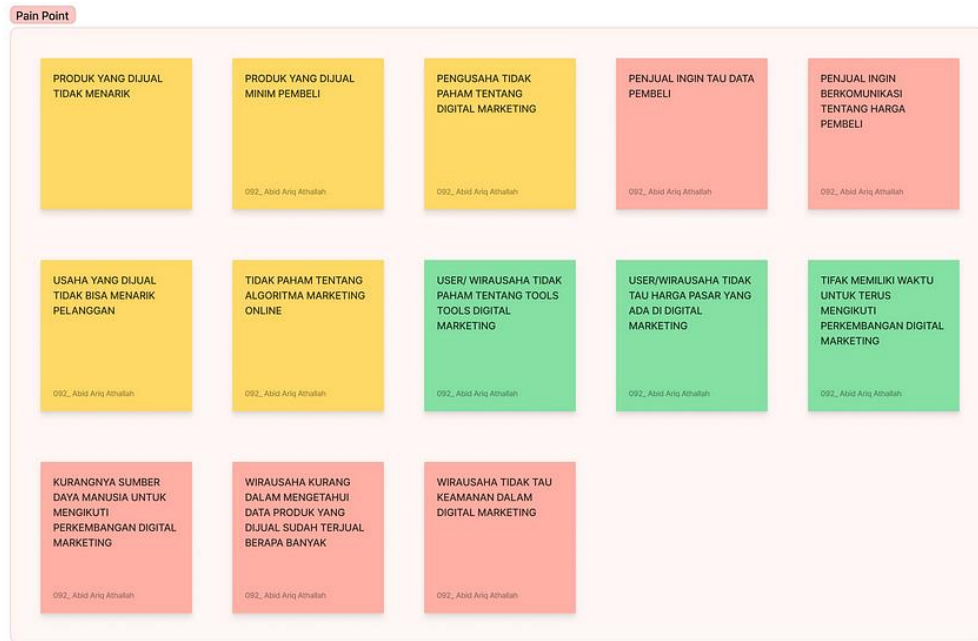 Pain Point
PRODUK YANG DIJUAL
TIDAK MENARIK
PRODUK YANG DIJUAL
MINIM PEMBELI
092_ Abid Ariq Athallah
PENGUSAHA TIDAK
PAHAM TENTANG
DIGITAL MARKETING
092_ Abid Ariq Athallah
PENJUAL INGIN TAU DATA
PEMBELI
092_ Abid Ariq Athallah
PENJUAL INGIN
BERKOMUNIKASI
TENTANG HARGA
PEMBELI
092_ Abid Ariq Athallah
USAHA YANG DIJUAL
TIDAK BISA MENARIK
PELANGGAN
092_ Abid Ariq Athallah
TIDAK PAHAM TENTANG
ALGORITMA MARKETING
ONLINE
092_ Abid Ariq Athallah
USER/ WIRAUSAHA TIDAK
PAHAM TENTANG TOOLS
TOOLS DIGITAL
MARKETING
092_ Abid Ariq Athallah
USER/WIRAUSAHA TIDAK
TAU HARGA PASAR YANG
ADA DI DIGITAL
MARKETING
092_ Abid Ariq Athallah
TIFAK MEMILIKI WAKTU
UNTUK TERUS
MENGIKUTI
PERKEMBANGAN DIGITAL
MARKETING
092_ Abid Ariq Athallah
KURANGNYA SUMBER
DAYA MANUSIA UNTUK
MENGIKUTI
PERKEMBANGAN DIGITAL
MARKETING
092_ Abid Ariq Athallah
WIRAUSAHA KURANG
DALAM MENGETAHUI
DATA PRODUK YANG
DIJUAL SUDAH TERJUAL
BERAPA BANYAK
092_ Abid Ariq Athallah
WIRAUSAHA TIDAK TAU
KEAMANAN DALAM
DIGITAL MARKETING
092_ Abid Ariq Athallah